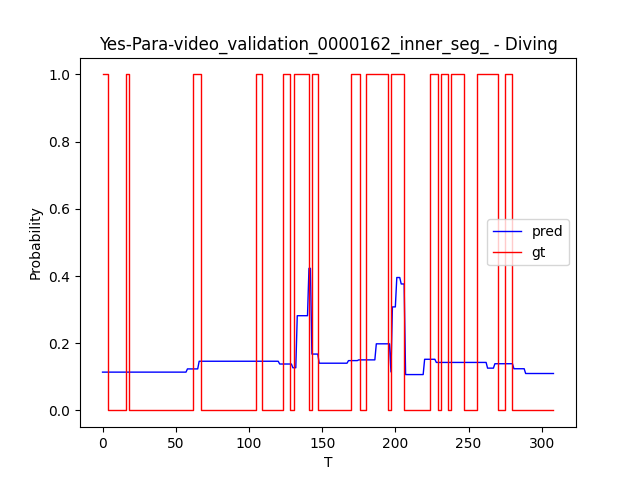 Yes-Para-video_validation_0000162_inner_seg_ - Diving
1.0
0.8
0.6
0.4
0.2
0.0
Probability
pred
gt
0
50
100
150
200
250
300
T